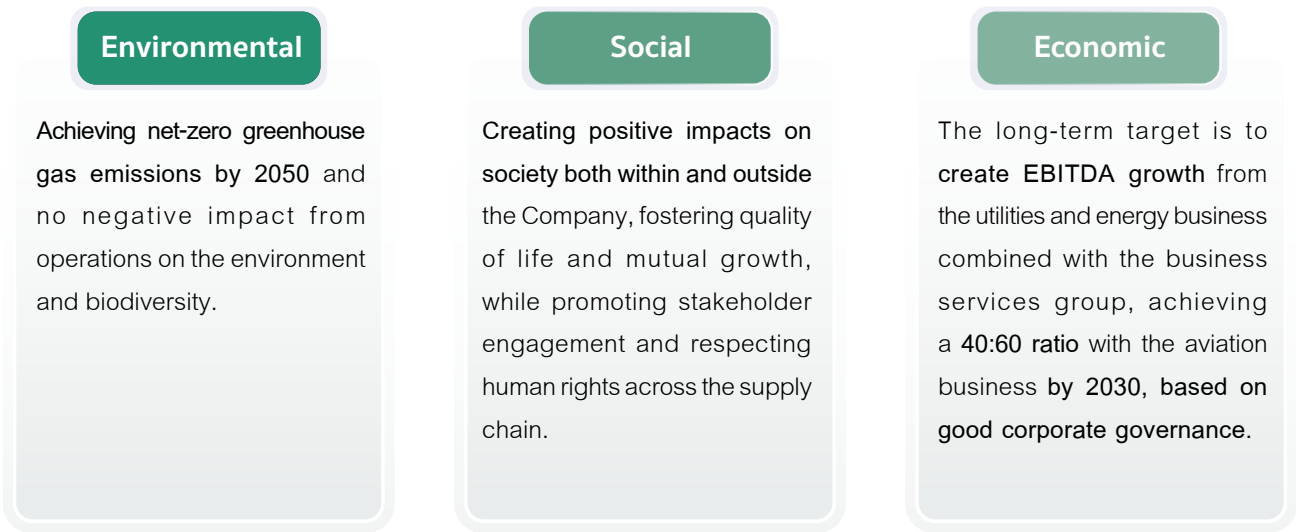 Environmental
Achieving net-zero greenhouse
gas emissions by 2050 and
no negative impact from
operations on the environment
and biodiversity.
Social
Creating positive impacts on
society both within and outside
the Company, fostering quality
of life and mutual growth,
while promoting stakeholder
engagement and respecting
human rights across the supply
chain.
Economic
The long-term target is to
create EBITDA growth from
the utilities and energy business
combined with the business
services group, achieving
a 40:60 ratio with the aviation
business by 2030, based on
good corporate governance.